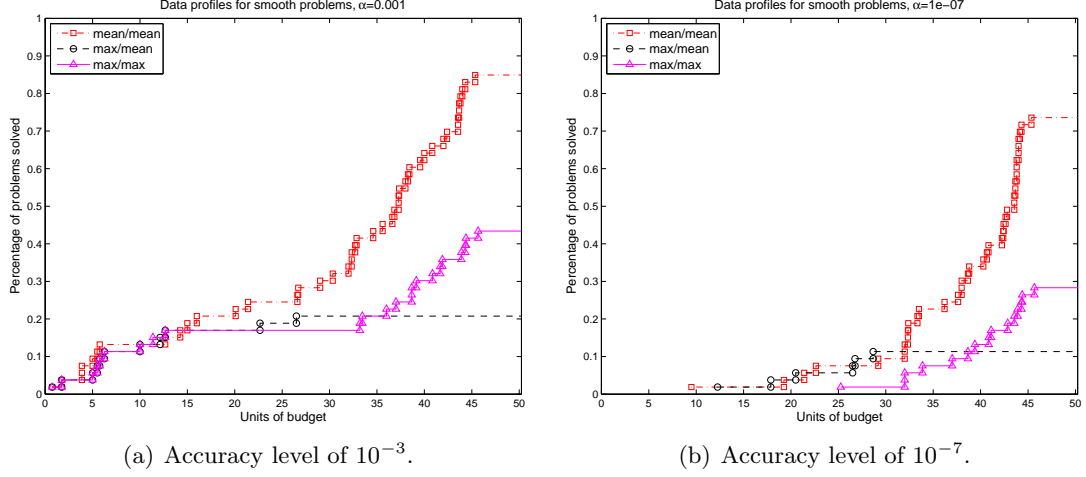 Data profiles for smooth problems, α=0.001
1
0.9
0.8
0.7
0.6
0.5
0.4
0.3
0.2
0.1
0
Percentage of problems solved
mean/mean
max/mean
max/max
0 5 10 15 20 25 30 35 40 45 50
Units of budget
(a) Accuracy level of 10⁻³.
Data profiles for smooth problems, α=1e-07
1
0.9
0.8
0.7
0.6
0.5
0.4
0.3
0.2
0.1
0
Percentage of problems solved
mean/mean
max/mean
max/max
0 5 10 15 20 25 30 35 40 45 50
Units of budget
(b) Accuracy level of 10⁻⁷.